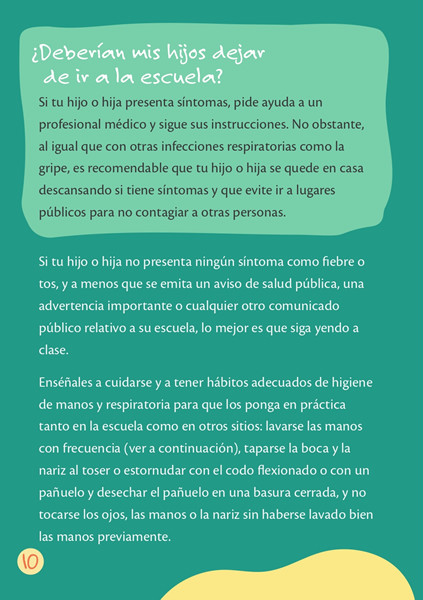 ¿Deberían mis hijos dejar
de ir a la escuela?
Si tu hijo o hija presenta síntomas, pide ayuda a un
profesional médico y sigue sus instrucciones. No obstante,
al igual que con otras infecciones respiratorias como la
gripe, es recomendable que tu hijo o hija se quede en casa
descansando si tiene síntomas y que evite ir a lugares
públicos para no contagiar a otras personas.
Si tu hijo o hija no presenta ningún síntoma como fiebre o
tos, y a menos que se emita un aviso de salud pública, una
advertencia importante o cualquier otro comunicado
público relativo a su escuela, lo mejor es que siga yendo a
clase.
Enséñales a cuidarse y a tener hábitos adecuados de higiene
de manos y respiratoria para que los ponga en práctica
tanto en la escuela como en otros sitios: lavarse las manos
con frecuencia (ver a continuación), taparse la boca y la
nariz al toser o estornudar con el codo flexionado o con un
pañuelo y desechar el pañuelo en una basura cerrada, y no
tocarse los ojos, las manos o la nariz sin haberse lavado bien
las manos previamente.
10